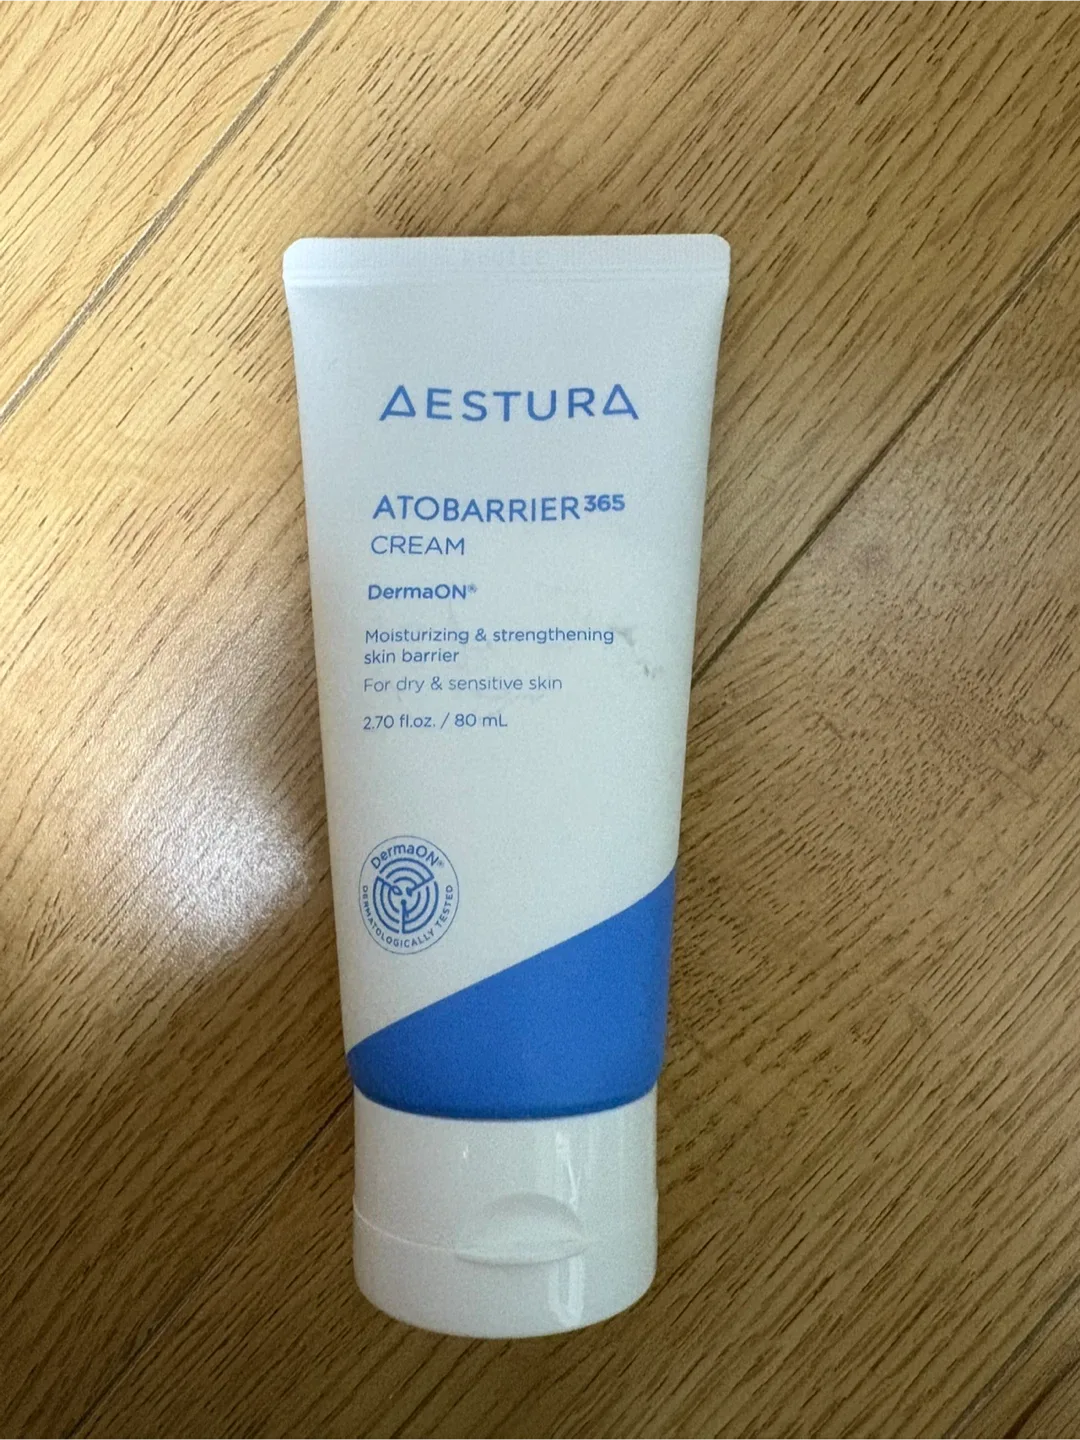 AESTURA
ATOBARRIER365
CREAM
DermaON®
Moisturizing & strengthening
skin barrier
For dry & sensitive skin
2.70 fl.oz. / 80 mL
DermaON®
DERMATOLOGICALLY TESTED